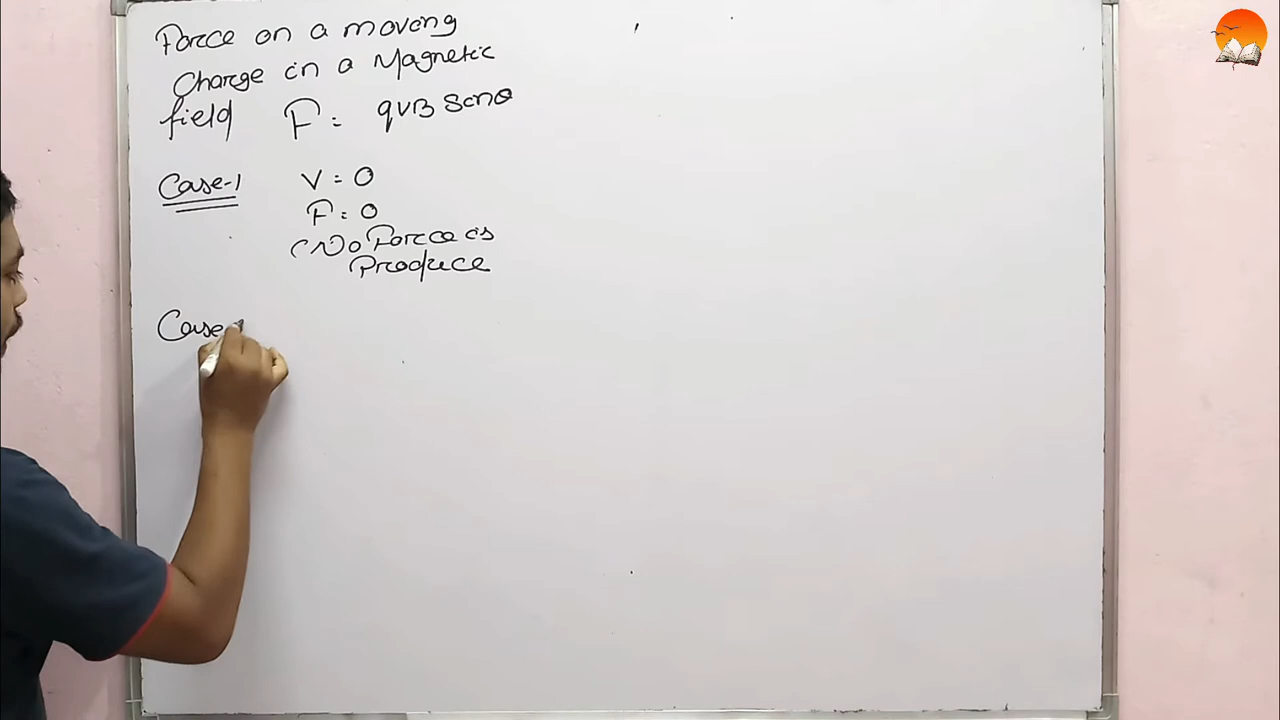 Force on a moving
Charge in a Magnetic
field F = qvB Sinθ
Case-1 V = 0
F = 0
(No Force is
Produce
Case-